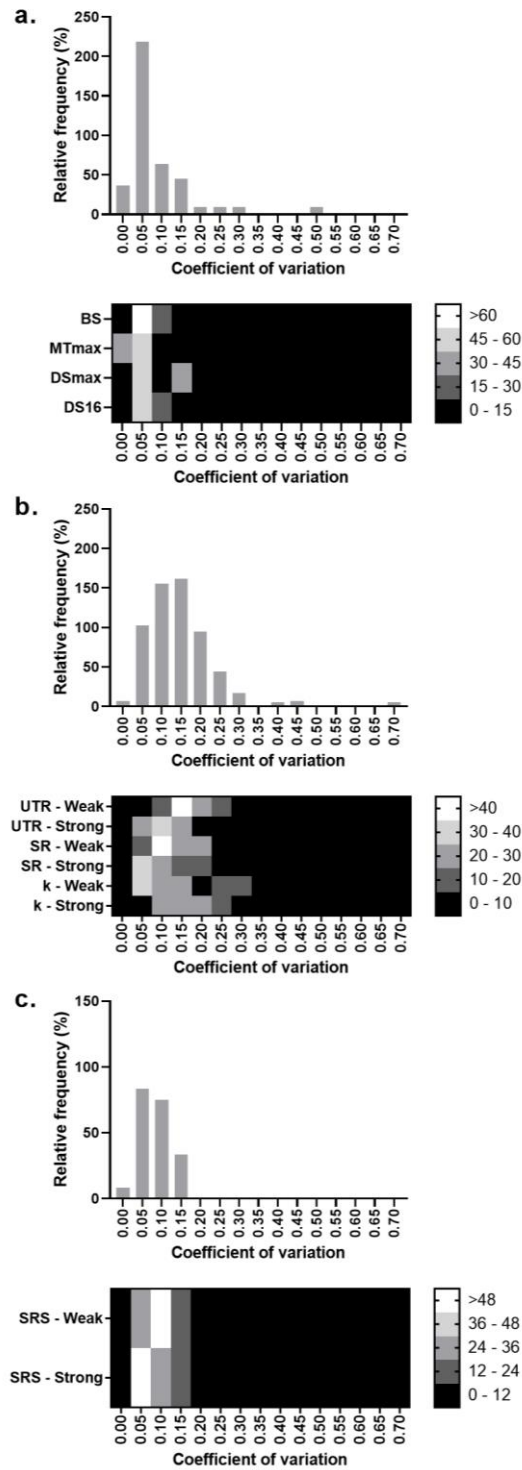 a.
Relative frequency (%)
250
200
150
100
50
0
0.00 0.05 0.10 0.15 0.20 0.25 0.30 0.35 0.40 0.45 0.50 0.55 0.60 0.65 0.70
Coefficient of variation
BS
MTmax
DSmax
DS16
>60
45 - 60
30 - 45
15 - 30
0 - 15
0.00 0.05 0.10 0.15 0.20 0.25 0.30 0.35 0.40 0.45 0.50 0.55 0.60 0.65 0.70
Coefficient of variation
b.
Relative frequency (%)
250
200
150
100
50
0
0.00 0.05 0.10 0.15 0.20 0.25 0.30 0.35 0.40 0.45 0.50 0.55 0.60 0.65 0.70
Coefficient of variation
UTR - Weak
UTR - Strong
SR - Weak
SR - Strong
k - Weak
k - Strong
>40
30 - 40
20 - 30
10 - 20
0 - 10
0.00 0.05 0.10 0.15 0.20 0.25 0.30 0.35 0.40 0.45 0.50 0.55 0.60 0.65 0.70
Coefficient of variation
c.
Relative frequency (%)
150
100
50
0
0.00 0.05 0.10 0.15 0.20 0.25 0.30 0.35 0.40 0.45 0.50 0.55 0.60 0.65 0.70
Coefficient of variation
SRS - Weak
SRS - Strong
>48
36 - 48
24 - 36
12 - 24
0 - 12
0.00 0.05 0.10 0.15 0.20 0.25 0.30 0.35 0.40 0.45 0.50 0.55 0.60 0.65 0.70
Coefficient of variation